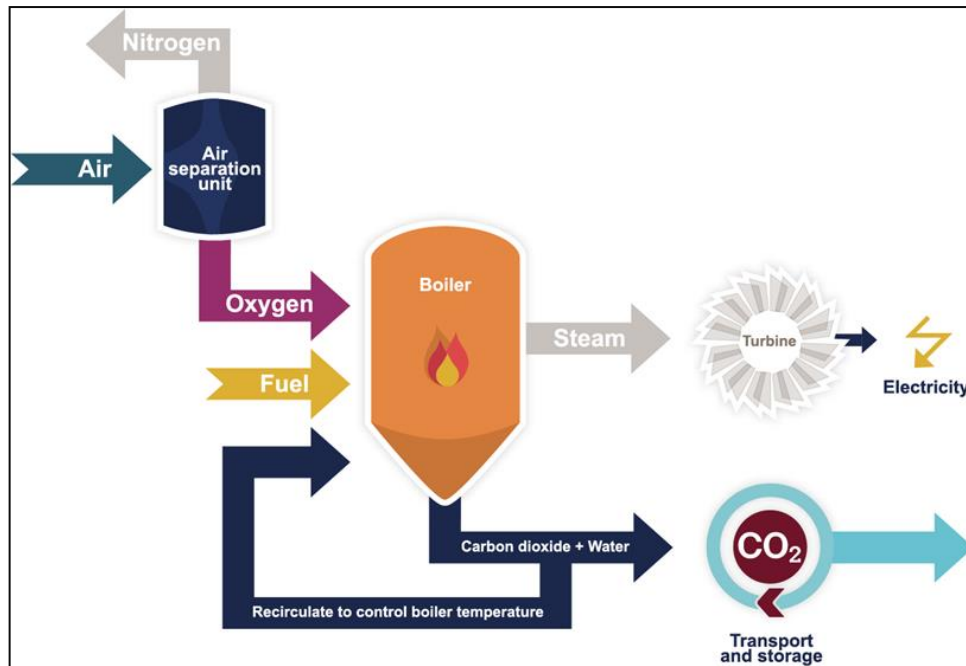 Nitrogen
Air
separation
unit
Air
Oxygen
Boiler
Fuel
Steam
Turbine
Electricity
Carbon dioxide + Water
Recirculate to control boiler temperature
CO₂
Transport
and storage